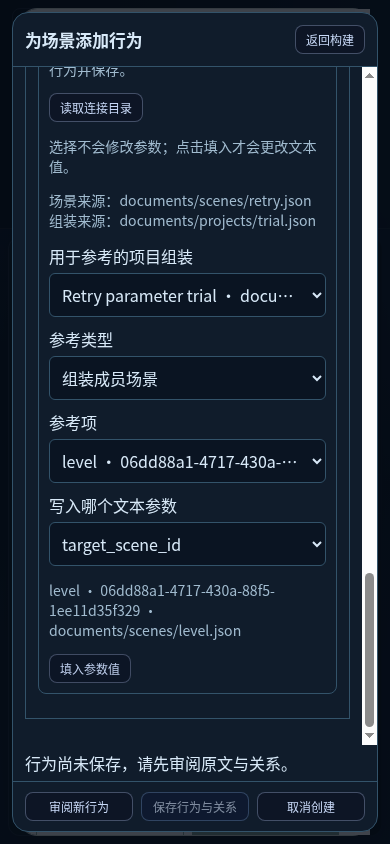 为场景添加行为
返回构建
行为并保存。
读取连接目录
选择不会修改参数；点击填入才会更改文本
值。
场景来源：documents/scenes/retry.json
组装来源：documents/projects/trial.json
用于参考的项目组装
Retry parameter trial · docu···
参考类型
组装成员场景
参考项
level · 06dd88a1-4717-430a-···
写入哪个文本参数
target_scene_id
level · 06dd88a1-4717-430a-88f5-
1ee11d35f329 ·
documents/scenes/level.json
填入参数值
行为尚未保存，请先审阅原文与关系。
审阅新行为
保存行为与关系
取消创建